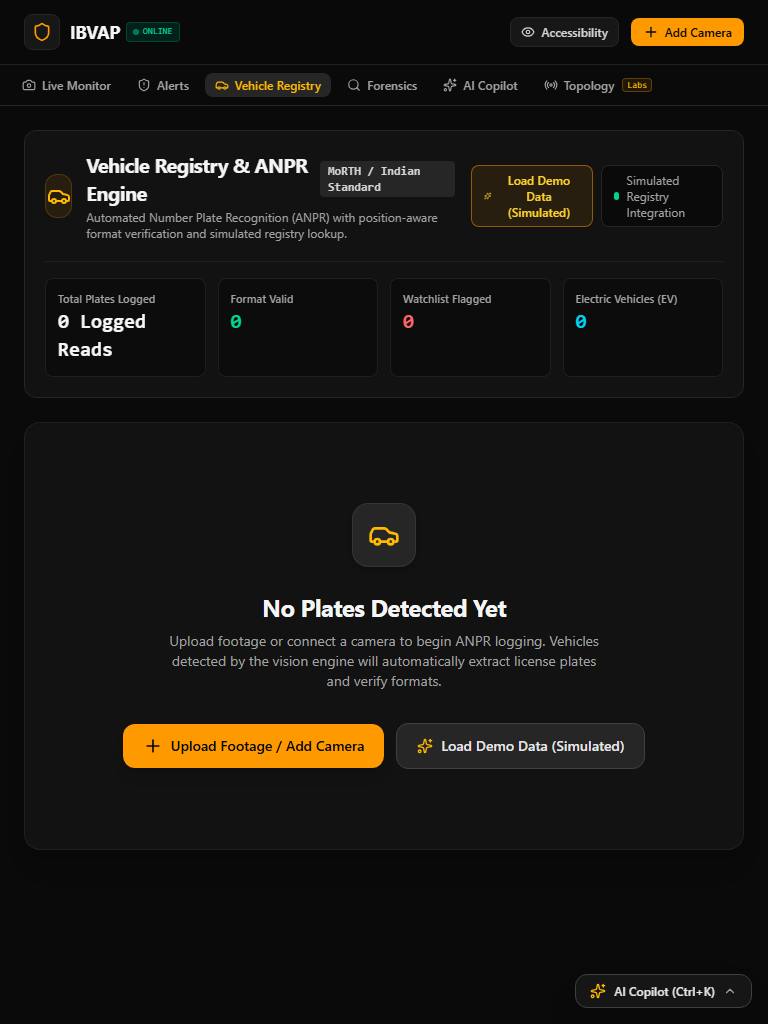 IBVAP
ONLINE
Accessibility
Add Camera
Live Monitor
Alerts
Vehicle Registry
Forensics
AI Copilot
Topology
Labs
Vehicle Registry & ANPR
Engine
MoRTH / Indian
Standard
Automated Number Plate Recognition (ANPR) with position-aware
format verification and simulated registry lookup.
Load Demo
Data
(Simulated)
Simulated
Registry
Integration
Total Plates Logged
0 Logged
Reads
Format Valid
0
Watchlist Flagged
0
Electric Vehicles (EV)
0
No Plates Detected Yet
Upload footage or connect a camera to begin ANPR logging. Vehicles
detected by the vision engine will automatically extract license plates
and verify formats.
Upload Footage / Add Camera
Load Demo Data (Simulated)
AI Copilot (Ctrl+K)